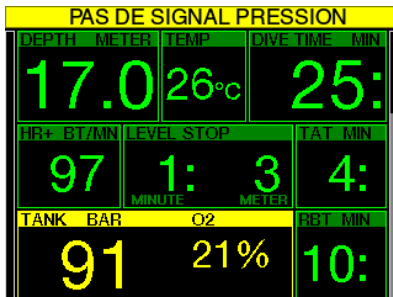 PAS DE SIGNAL PRESSION
DEPTH METER TEMP DIVE TIME MIN
17.0 26°C 25:
HR+ BT/MN LEVEL STOP TAT MIN
97 1: 3 4:
MINUTE METER
TANK BAR O2 RBT MIN
91 21% 10: